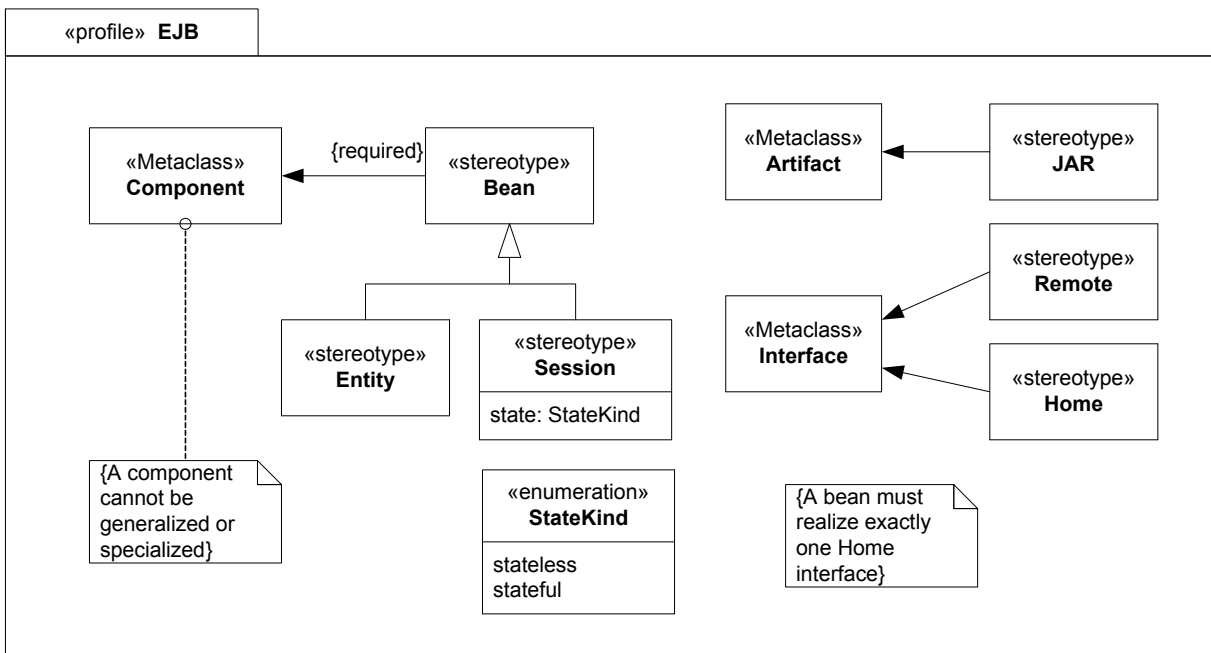 «profile» EJB
«Metaclass»
Component
{required}
«stereotype»
Bean
«Metaclass»
Artifact
«stereotype»
JAR
«stereotype»
Remote
«Metaclass»
Interface
«stereotype»
Home
«stereotype»
Entity
«stereotype»
Session
state: StateKind
{A component
cannot be
generalized or
specialized}
«enumeration»
StateKind
stateless
stateful
{A bean must
realize exactly
one Home
interface}